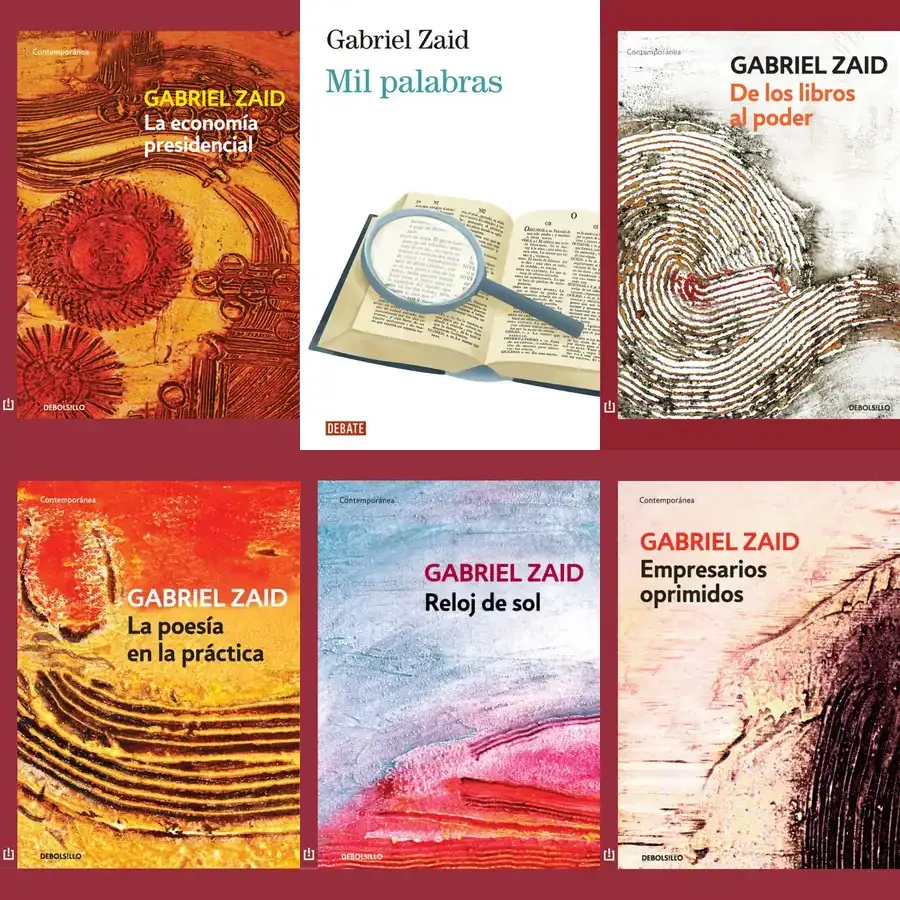 Contemporánea
GABRIEL ZAID
La economía
presidencial
DEBOLSILLO
Gabriel Zaid
Mil palabras
O
DEBATE
Contemporánea
GABRIEL ZAID
De los libros
al poder
DEBOLSILLO
Contemporánea
GABRIEL ZAID
La poesía
en la práctica
DEBOLSILLO
Contemporánea
GABRIEL ZAID
Reloj de sol
DEBOLSILLO
Contemporánea
GABRIEL ZAID
Empresarios
oprimidos
DEBOLSILLO